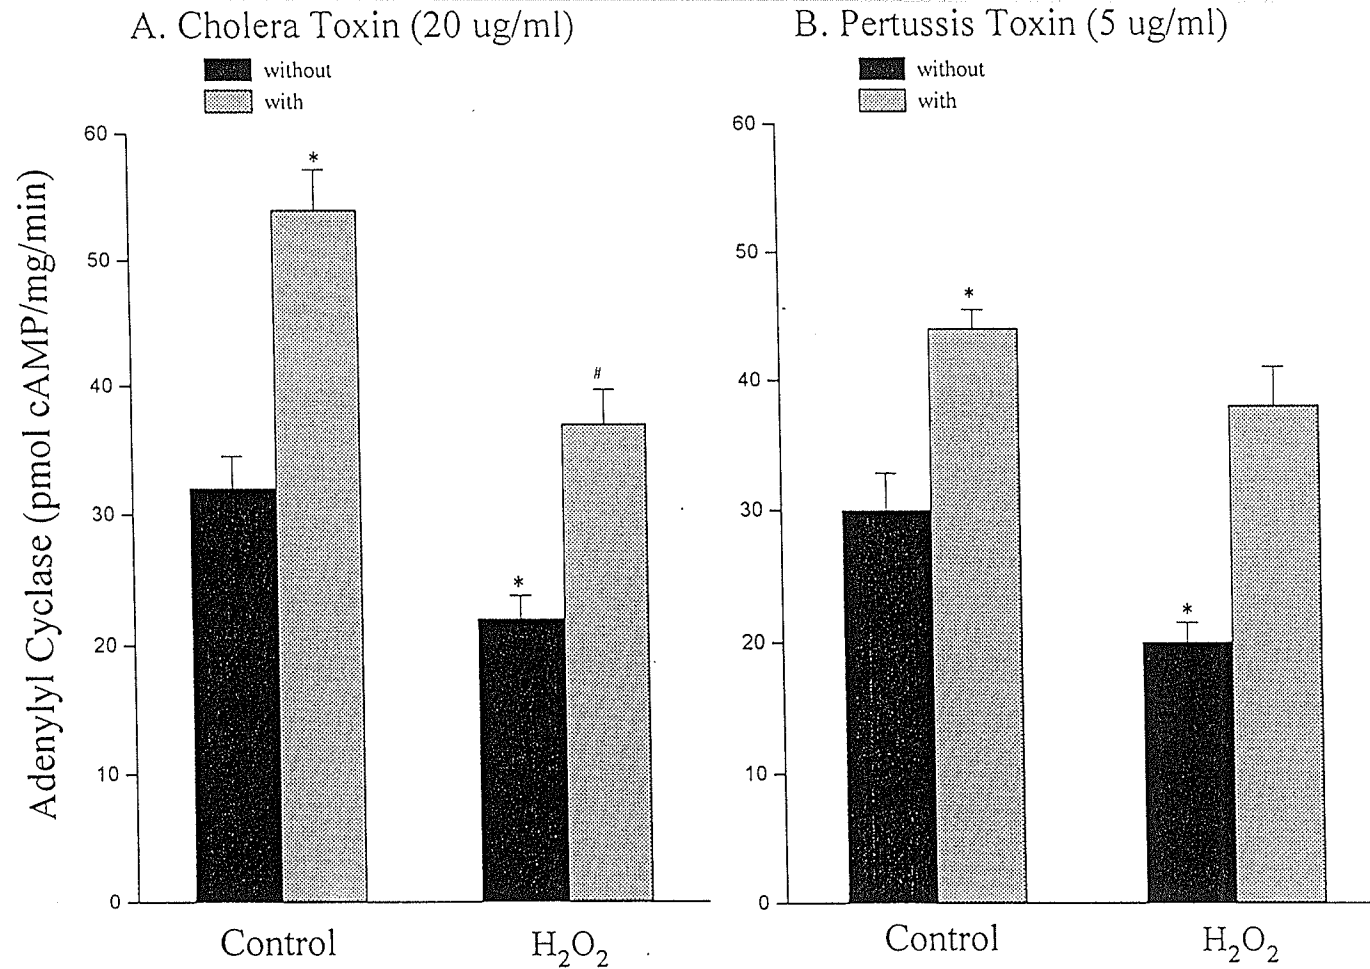 A. Cholera Toxin (20 ug/ml)
without
with
60
50
40
30
20
10
0
Adenylyl Cyclase (pmol cAMP/mg/min)
*
*
#
Control
H₂O₂
B. Pertussis Toxin (5 ug/ml)
without
with
60
50
40
30
20
10
0
*
*
Control
H₂O₂